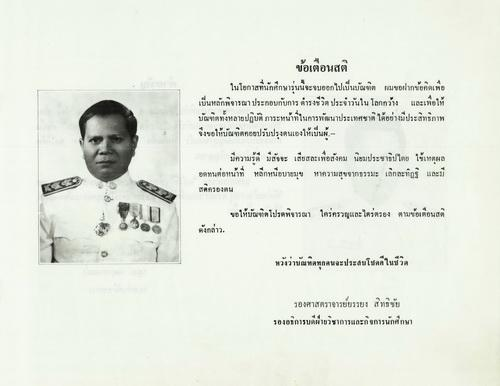 ข้อเตือนสติ
ในโอกาสที่นักศึกษารุ่นนี้จะจบออกไปเป็นบัณฑิต ผมขอฝากข้อคิดเพื่อ
เป็นหลักพิจารณา ประกอบกับการ ดำรงชีวิต ประจำวันใน โลกกว้าง และเพื่อให้
บัณฑิตทั้งหลายปฏิบัติ ภาระหน้าที่ในการพัฒนาประเทศชาติ ได้อย่างมีประสิทธิภาพ
จึงขอให้บัณฑิตคอยปรับปรุงตนเองให้เป็นผู้.-
มีความรู้ดี มีสัจจะ เสียสละเพื่อสังคม นิยมประชาธิปไตย ใช้เหตุผล
อดทนต่อหน้าที่ หลีกหนีอบายมุข หาความสุขจากธรรมะ เลิกละทิฏฐิ และมี
สติครองตน
ขอให้บัณฑิตโปรดพิจารณา ใคร่ครวญและไตร่ตรอง ตามข้อเตือนสติ
ดังกล่าว.
หวังว่าบัณฑิตทุกคนจะประสบโชคดีในชีวิต
รองศาสตราจารย์บรรยง สิทธิชัย
รองอธิการบดีฝ่ายวิชาการและกิจการนักศึกษา